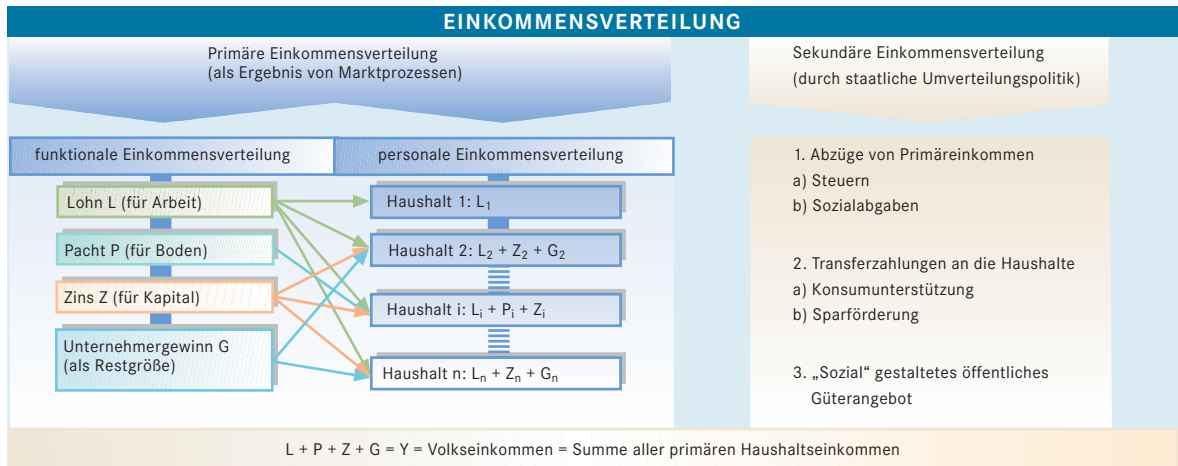 EINKOMMENSVERTEILUNG
Primäre Einkommensverteilung
(als Ergebnis von Marktprozessen)
funktionale Einkommensverteilung
personale Einkommensverteilung
Lohn L (für Arbeit)
Pacht P (für Boden)
Zins Z (für Kapital)
Unternehmergewinn G
(als Restgröße)
Haushalt 1: L₁
Haushalt 2: L₂ + Z₂ + G₂
Haushalt i: Lᵢ + Pᵢ + Zᵢ
Haushalt n: Lₙ + Zₙ + Gₙ
Sekundäre Einkommensverteilung
(durch staatliche Umverteilungspolitik)
1. Abzüge von Primäreinkommen
a) Steuern
b) Sozialabgaben
2. Transferzahlungen an die Haushalte
a) Konsumunterstützung
b) Sparförderung
3. „Sozial“ gestaltetes öffentliches
Güterangebot
L + P + Z + G = Y = Volkseinkommen = Summe aller primären Haushaltseinkommen